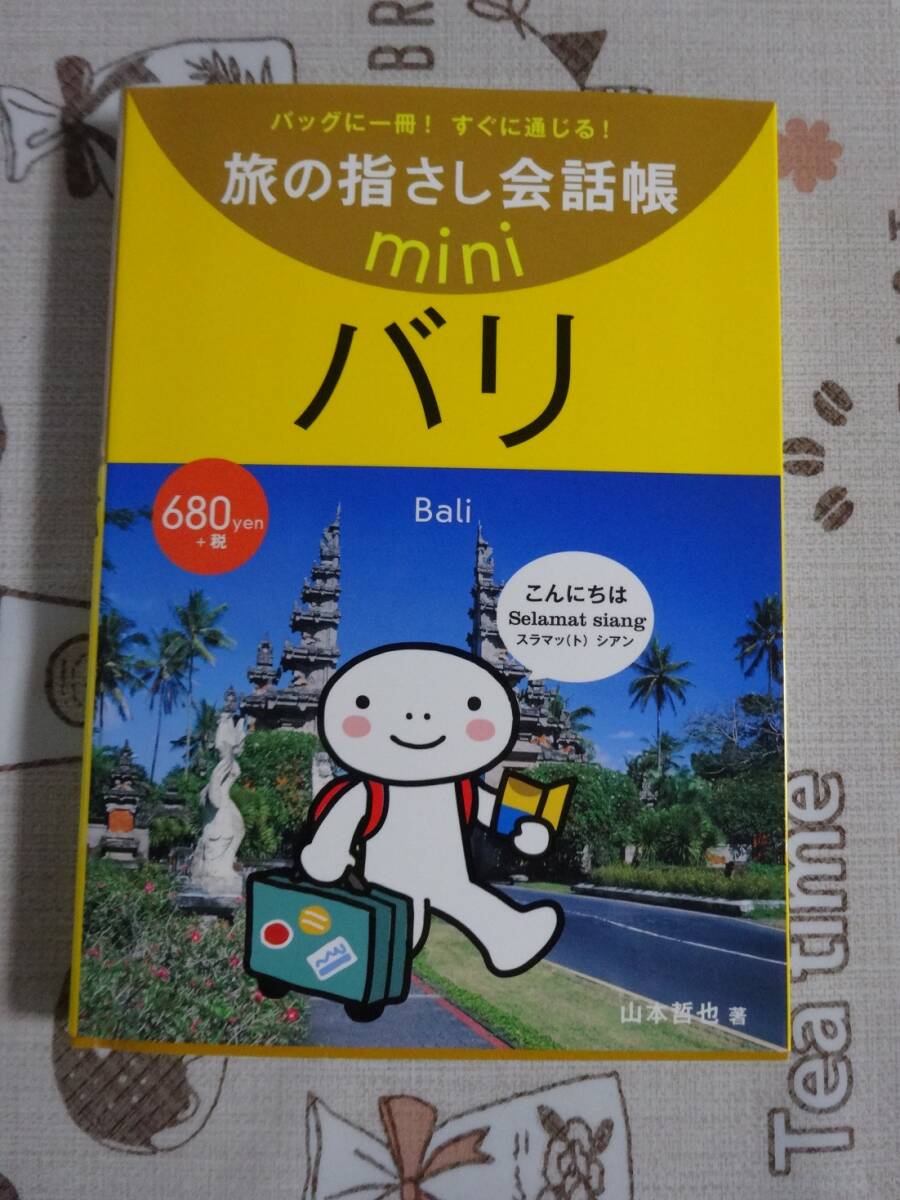 バッグに一冊！ すぐに通じる！
旅の指さし会話帳
mini
バリ
680yen
+税
Bali
こんにちは
Selamat siang
スラマッ(ト) シアン
山本哲也 著
Tea time
BR